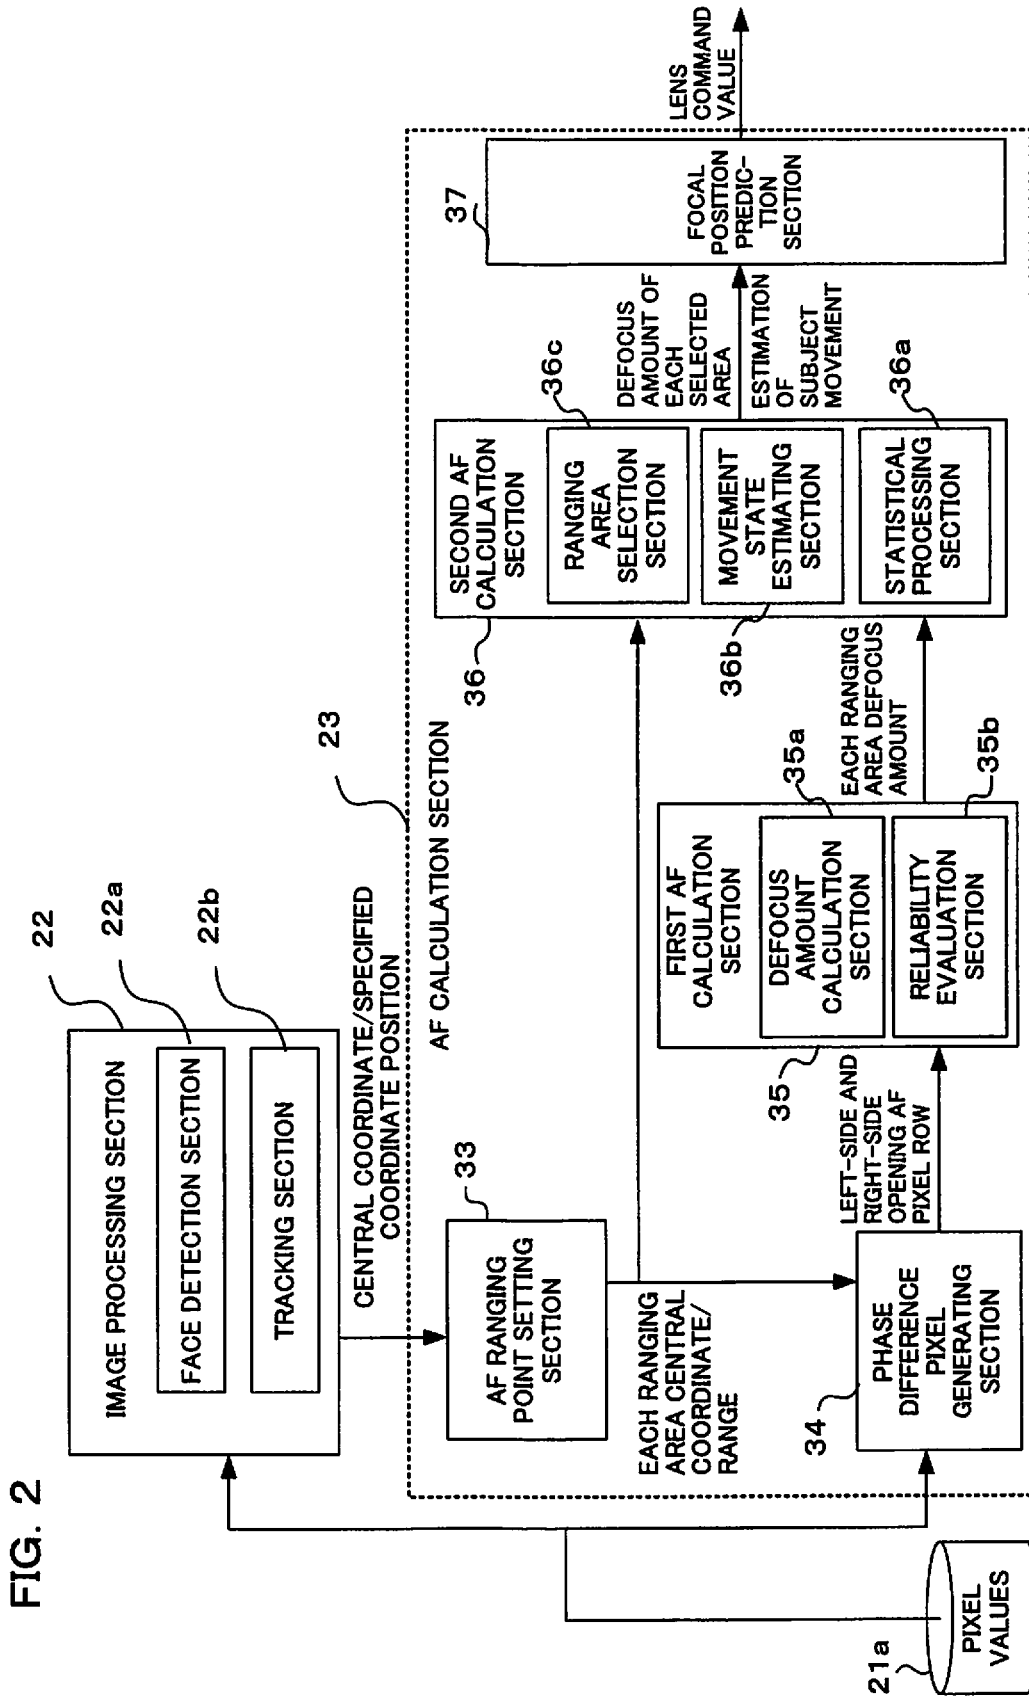 FIG. 2
22
IMAGE PROCESSING SECTION
22a
FACE DETECTION SECTION
22b
TRACKING SECTION
CENTRAL COORDINATE/SPECIFIED
COORDINATE POSITION
23
AF CALCULATION SECTION
33
AF RANGING
POINT SETTING
SECTION
EACH RANGING
AREA CENTRAL
COORDINATE/
RANGE
21a
PIXEL
VALUES
34
PHASE
DIFFERENCE
PIXEL
GENERATING
SECTION
LEFT-SIDE AND
RIGHT-SIDE
OPENING AF
PIXEL ROW
35
FIRST AF
CALCULATION
SECTION
35a
DEFOCUS
AMOUNT
CALCULATION
SECTION
35b
RELIABILITY
EVALUATION
SECTION
EACH RANGING
AREA DEFOCUS
AMOUNT
36
SECOND AF
CALCULATION
SECTION
36c
RANGING
AREA
SELECTION
SECTION
36b
MOVEMENT
STATE
ESTIMATING
SECTION
36a
STATISTICAL
PROCESSING
SECTION
DEFOCUS
AMOUNT OF
EACH
SELECTED
AREA
ESTIMATION
OF
SUBJECT
MOVEMENT
37
FOCAL
POSITION
PREDIC-
TION
SECTION
LENS
COMMAND
VALUE